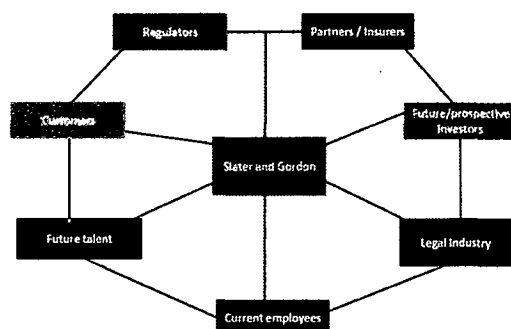 Regulators
Partners / Insurers
Customers
Future/prospective
Investors
Slater and Gordon
Future talent
Legal Industry
Current employees